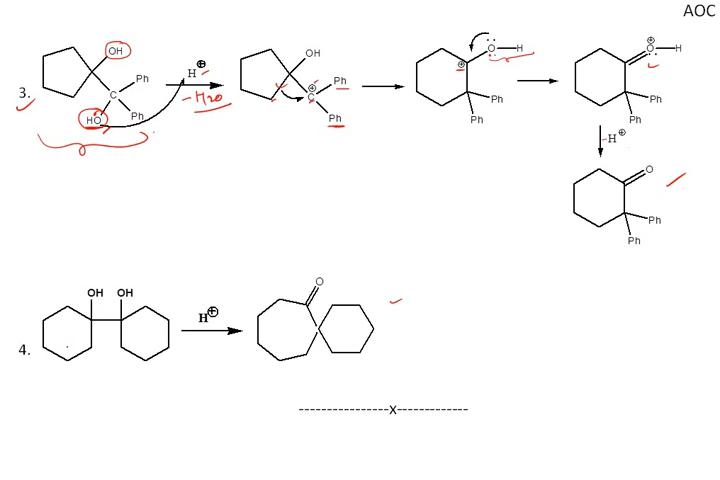 AOC
3.
OH
C
Ph
Ph
HO
H ⊕
- H2O
OH
C ⊕
Ph
Ph
⊕
O
H
Ph
Ph
⊕
O
H
Ph
Ph
-H ⊕
O
Ph
Ph
4.
OH OH
H⊕
O
-----------------X-------------